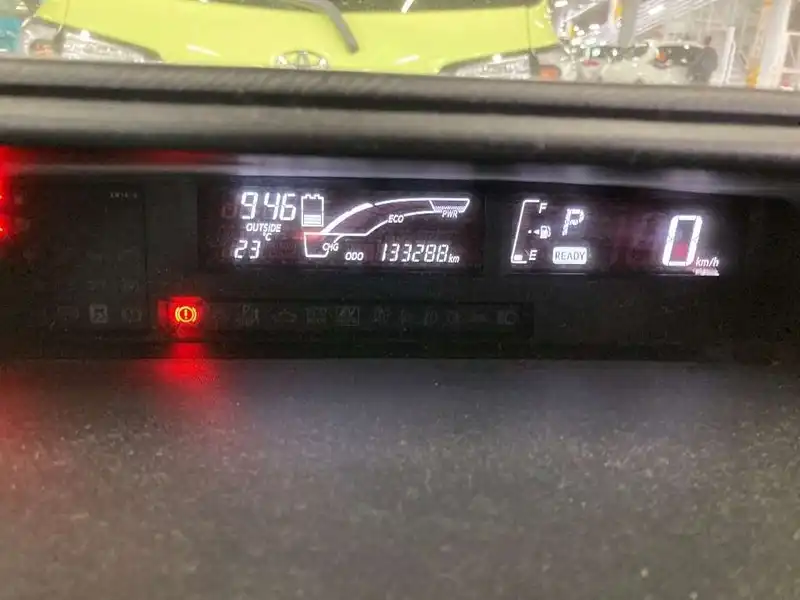 946
OUTSIDE
°C
23
CHG
ECO
PWR
ODO 133288 km
F
E
P
READY
0 km/h